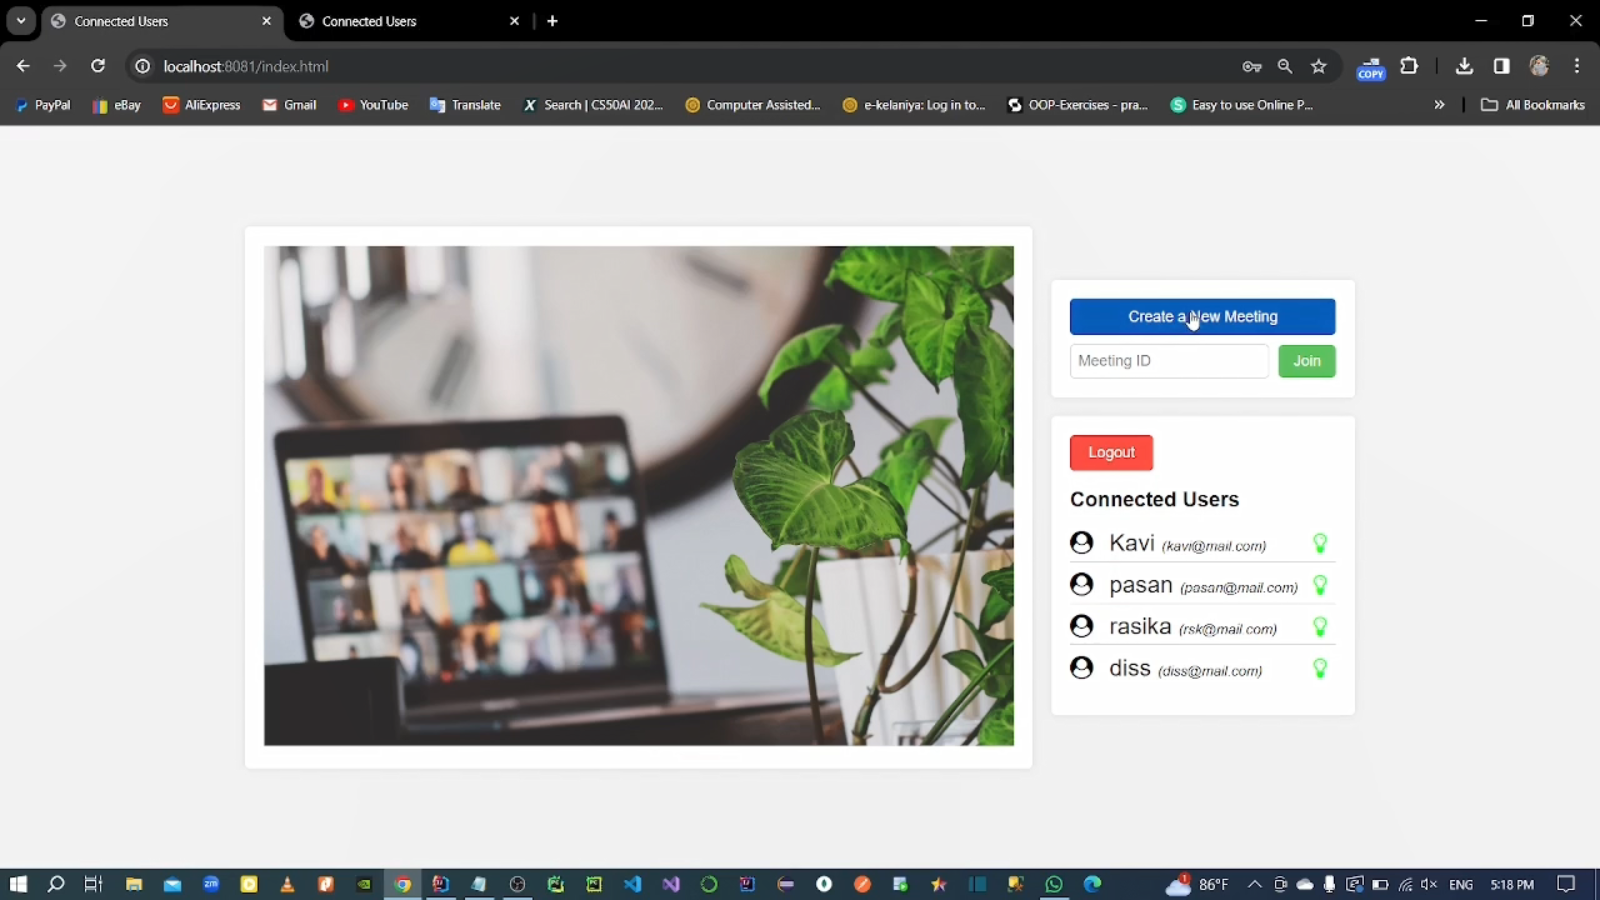 Connected Users
Connected Users
localhost:8081/index.html
COPY
PayPal
eBay
AliExpress
Gmail
YouTube
Translate
Search | CS50AI 202...
Computer Assisted...
e-kelaniya: Log in to...
OOP-Exercises - pra...
Easy to use Online P...
»
All Bookmarks
Create a New Meeting
Meeting ID
Join
Logout
Connected Users
Kavi (kavi@mail.com)
pasan (pasan@mail.com)
rasika (rsk@mail.com)
diss (diss@mail.com)
zm
1
86°F
ENG
5:18 PM